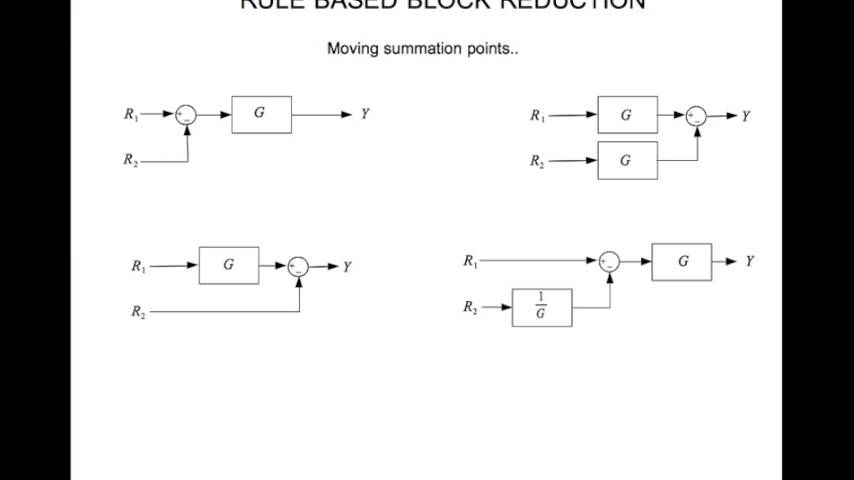 RULE BASED BLOCK REDUCTION
Moving summation points..
R₁ + − G Y
R₂
R₁ G + − Y
R₂ G
R₁ G + − Y
R₂
R₁ + − G Y
R₂ 1/G